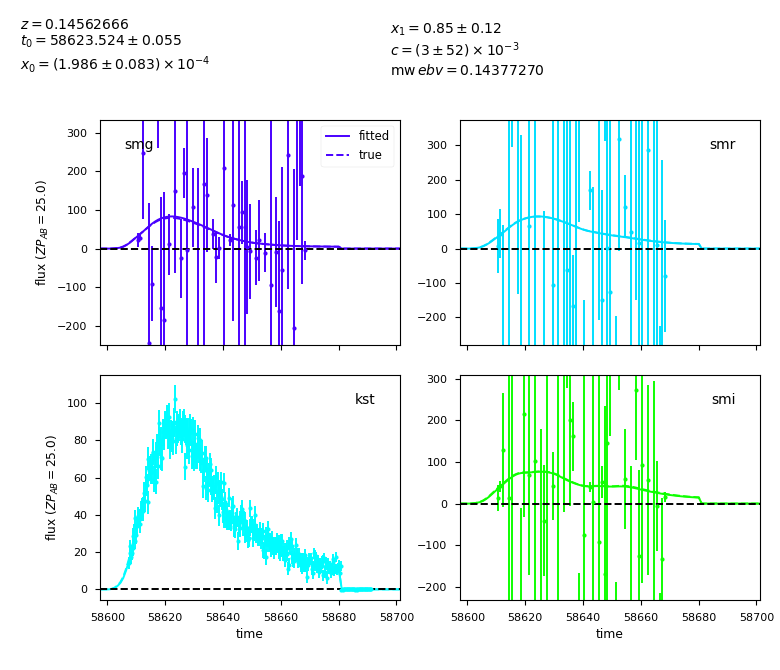 z = 0.14562666
t₀ = 58623.524 ± 0.055
x₀ = (1.986 ± 0.083) × 10⁻⁴
x₁ = 0.85 ± 0.12
c = (3 ± 52) × 10⁻³
mw ebv = 0.14377270
smg
fitted
true
300
200
100
0
−100
−200
flux (ZP_AB = 25.0)
smr
300
200
100
0
−100
−200
kst
100
80
60
40
20
0
flux (ZP_AB = 25.0)
58600 58620 58640 58660 58680 58700
time
smi
300
200
100
0
−100
−200
58600 58620 58640 58660 58680 58700
time